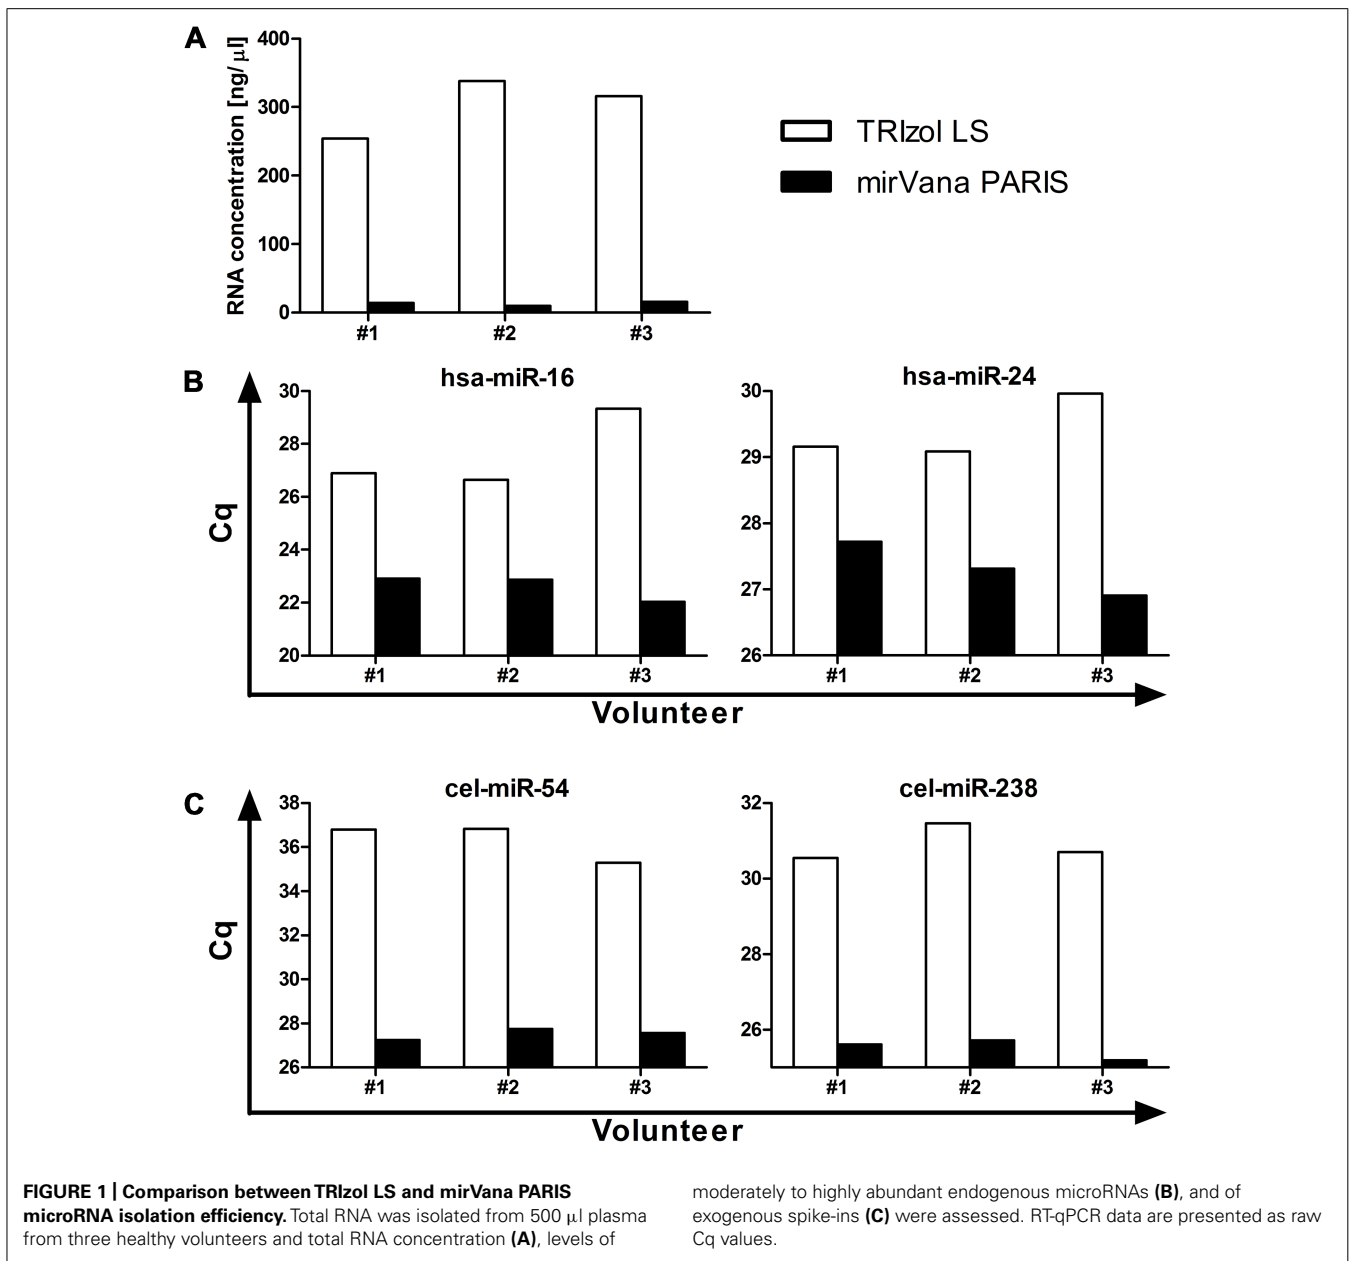 A
RNA concentration [ng/μl]
400
300
200
100
0
#1 #2 #3
TRIzol LS
mirVana PARIS
B
Cq
hsa-miR-16
30
28
26
24
22
20
#1 #2 #3
hsa-miR-24
30
29
28
27
26
#1 #2 #3
Volunteer
C
Cq
cel-miR-54
38
36
34
32
30
28
26
#1 #2 #3
cel-miR-238
32
30
28
26
#1 #2 #3
Volunteer
FIGURE 1 | Comparison between TRIzol LS and mirVana PARIS
microRNA isolation efficiency. Total RNA was isolated from 500 μl plasma
from three healthy volunteers and total RNA concentration (A), levels of
moderately to highly abundant endogenous microRNAs (B), and of
exogenous spike-ins (C) were assessed. RT-qPCR data are presented as raw
Cq values.